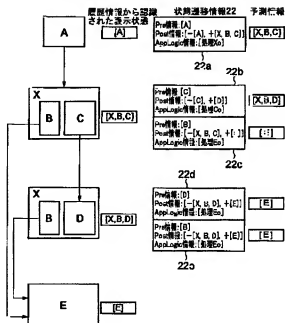 履歴情報から認識
された表示状態
状態遷移情報22
予測情報
A
[A]
Pre情報:[A]
Post情報:[-[A], +[X, B, C]
AppLogic情報:[処理Co]
[X,B,C]
22a
22b
X
B
C
[X,B,C]
Pre情報:[C]
Post情報:[-[C], +[D]]
AppLogic情報:[処理Do]
[X,B,D]
Pre情報:[B]
Post情報:[-[X, B, C], +[E]]
AppLogic情報:[処理Eo]
22c
22d
X
B
D
[X,B,D]
Pre情報:[D]
Post情報:[-[X, B, D], +[E]]
AppLogic情報:[処理Eo]
[E]
Pre情報:[B]
Post情報:[-[X, B, D], +[E]]
AppLogic情報:[処理Eo]
[E]
E
[E]